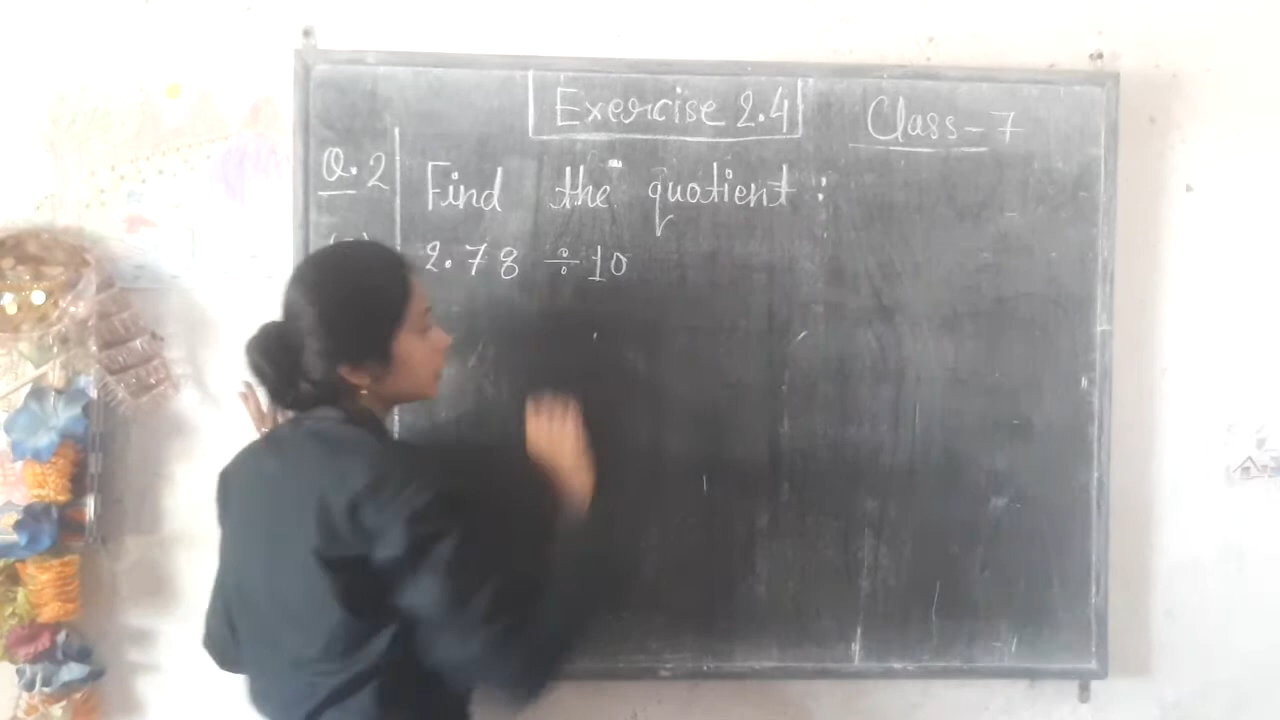 Exercise 2.4
Class-7
Q.2 Find the quotient:
2.78 ÷ 10